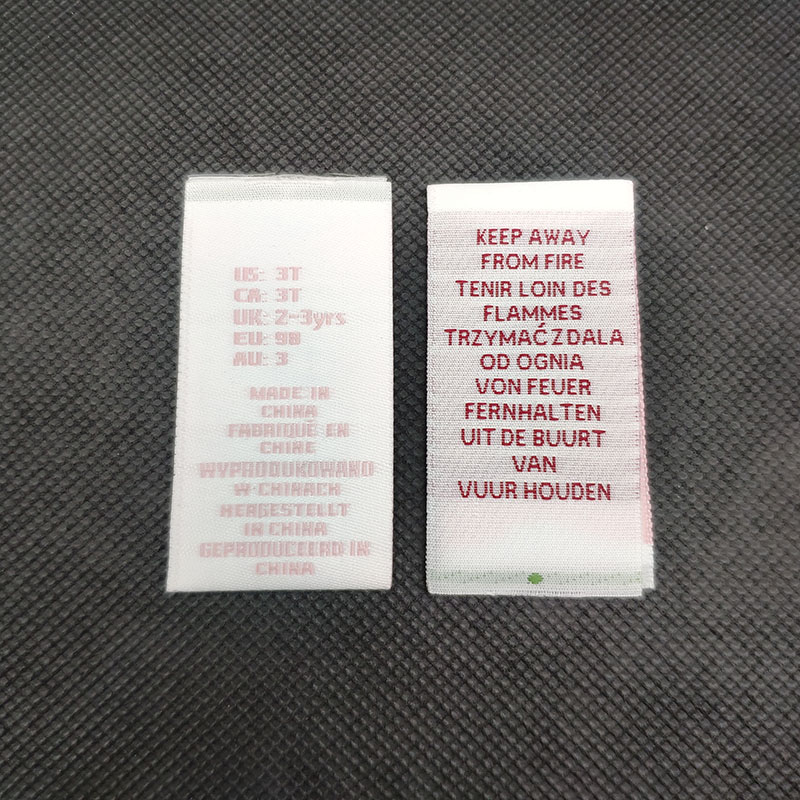 US: 3T
CA: 3T
UK: 2-3yrs
EU: 98
AU: 3
MADE IN
CHINA
FABRIQUÉ EN
CHINE
WYPRODUKOWANO
W CHINACH
HERGESTELLT
IN CHINA
GEPRODUCEERD IN
CHINA
KEEP AWAY
FROM FIRE
TENIR LOIN DES
FLAMMES
TRZYMAĆ Z DALA
OD OGNIA
VON FEUER
FERNHALTEN
UIT DE BUURT
VAN
VUUR HOUDEN